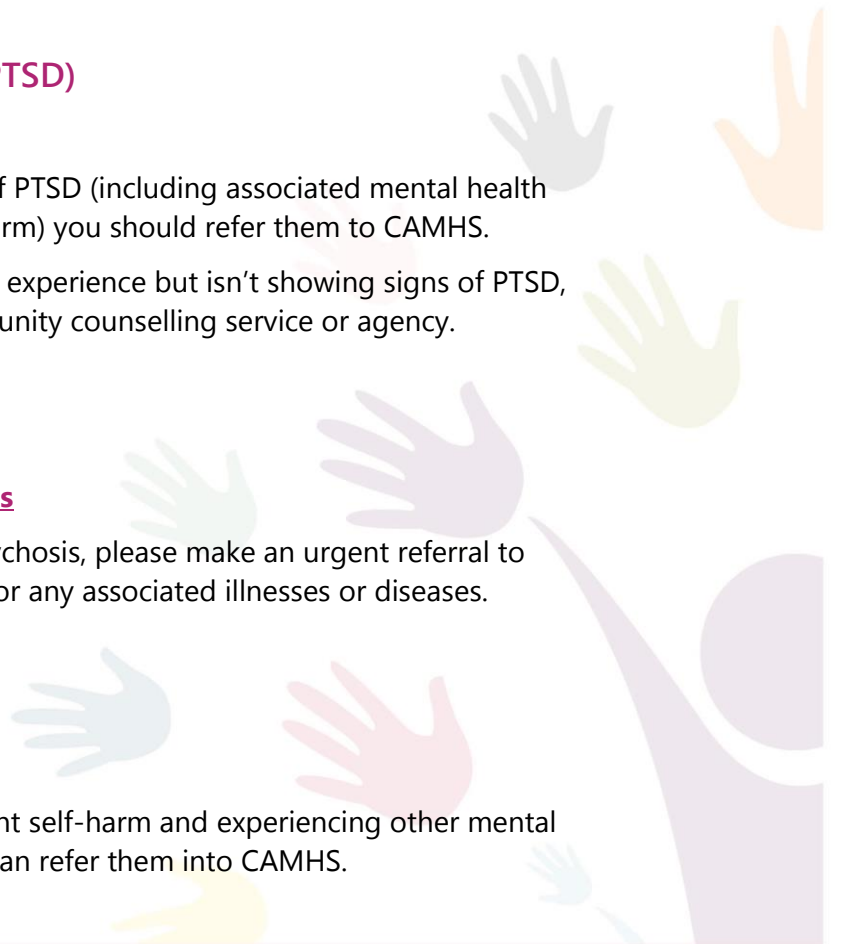 TSD)
f PTSD (including associated mental health
rm) you should refer them to CAMHS.
experience but isn’t showing signs of PTSD,
unity counselling service or agency.
s
chosis, please make an urgent referral to
or any associated illnesses or diseases.
nt self-harm and experiencing other mental
an refer them into CAMHS.